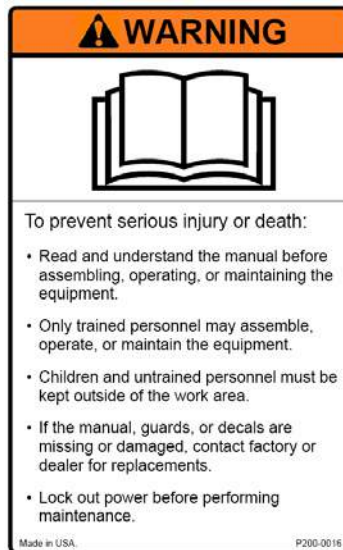 WARNING
To prevent serious injury or death:
• Read and understand the manual before
assembling, operating, or maintaining the
equipment.
• Only trained personnel may assemble,
operate, or maintain the equipment.
• Children and untrained personnel must be
kept outside of the work area.
• If the manual, guards, or decals are
missing or damaged, contact factory or
dealer for replacements.
• Lock out power before performing
maintenance.
Made in USA. P200-0016